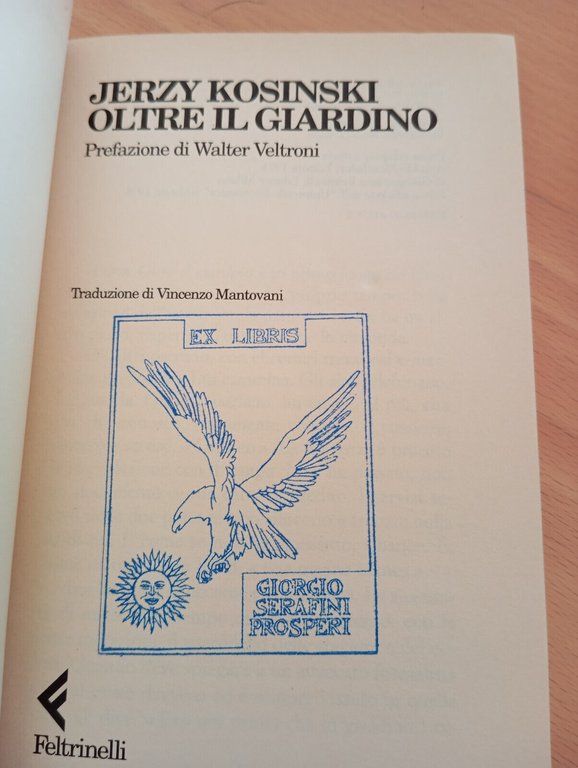 JERZY KOSINSKI
OLTRE IL GIARDINO
Prefazione di Walter Veltroni
Traduzione di Vincenzo Mantovani
EX LIBRIS
GIORGIO
SERAFINI
PROSPERI
Feltrinelli